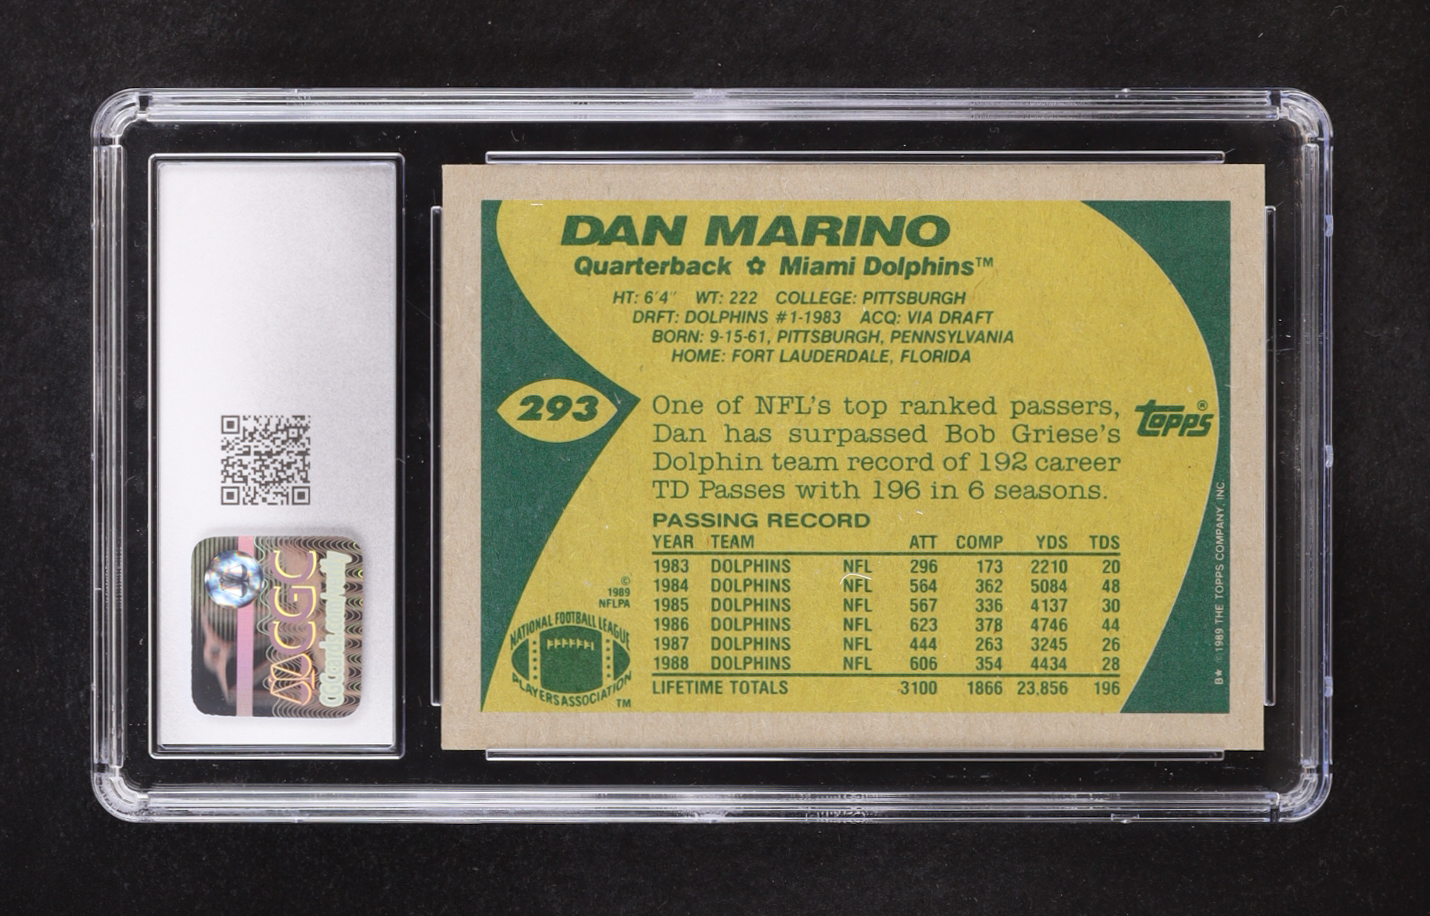 DAN MARINO
Quarterback ✿ Miami Dolphins™
HT: 6'4" WT: 222 COLLEGE: PITTSBURGH
DRFT: DOLPHINS #1-1983 ACQ: VIA DRAFT
BORN: 9-15-61, PITTSBURGH, PENNSYLVANIA
HOME: FORT LAUDERDALE, FLORIDA
293
One of NFL's top ranked passers,
Dan has surpassed Bob Griese's
Dolphin team record of 192 career
TD Passes with 196 in 6 seasons.
topps®
PASSING RECORD
YEAR TEAM ATT COMP YDS TDS
1983 DOLPHINS NFL 296 173 2210 20
1984 DOLPHINS NFL 564 362 5084 48
1985 DOLPHINS NFL 567 336 4137 30
1986 DOLPHINS NFL 623 378 4746 44
1987 DOLPHINS NFL 444 263 3245 26
1988 DOLPHINS NFL 606 354 4434 28
LIFETIME TOTALS 3100 1866 23,856 196
©
1989
NFLPA
NATIONAL FOOTBALL LEAGUE
PLAYERS ASSOCIATION
TM
B★ ©1989 THE TOPPS COMPANY, INC.
CGC